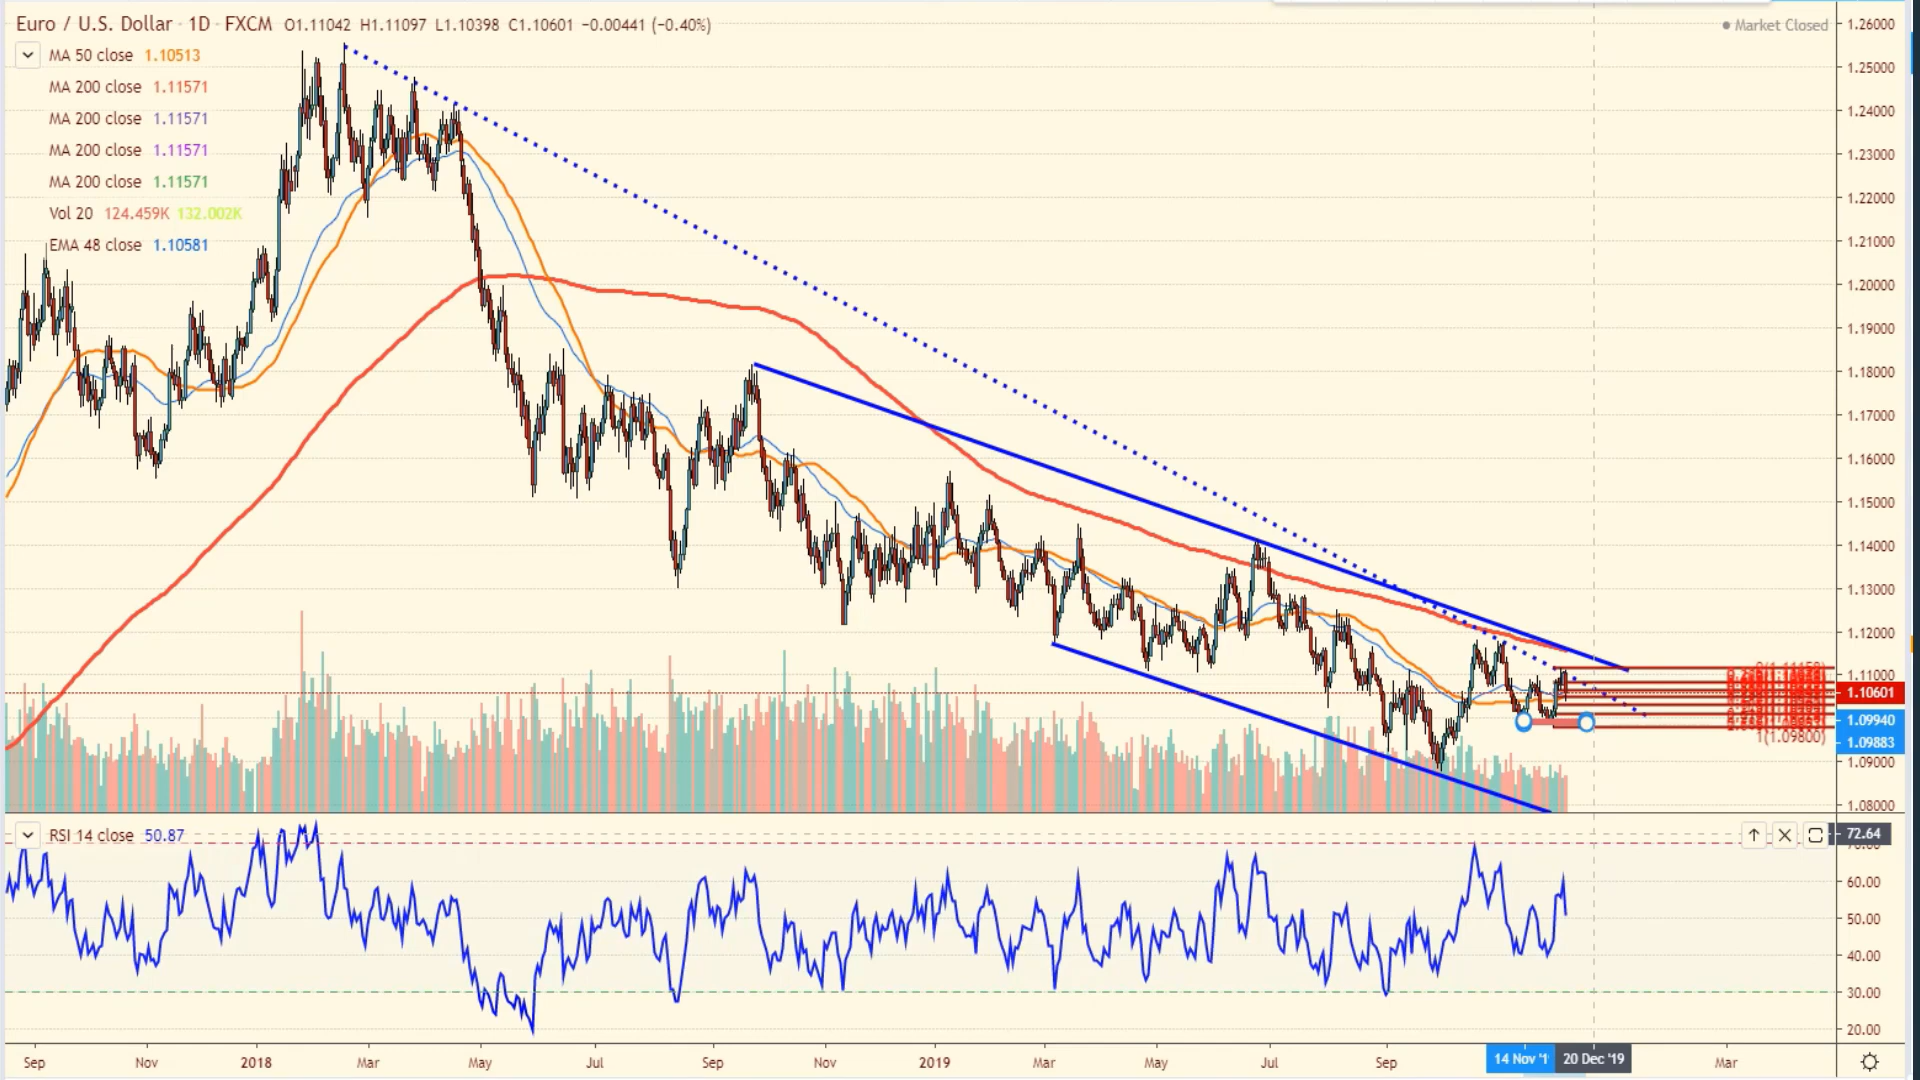 Euro / U.S. Dollar · 1D · FXCM O1.11042 H1.11097 L1.10398 C1.10601 −0.00441 (−0.40%)
Market Closed
MA 50 close 1.10513
MA 200 close 1.11571
MA 200 close 1.11571
MA 200 close 1.11571
MA 200 close 1.11571
Vol 20 124.459K 132.002K
EMA 48 close 1.10581
1.26000
1.25000
1.24000
1.23000
1.22000
1.21000
1.20000
1.19000
1.18000
1.17000
1.16000
1.15000
1.14000
1.13000
1.12000
1.11000
1.10601
1.09940
1(1.09800)
1.09883
1.09000
1.08000
RSI 14 close 50.87
72.64
60.00
50.00
40.00
30.00
20.00
Sep Nov 2018 Mar May Jul Sep Nov 2019 Mar May Jul Sep 14 Nov '1 20 Dec '19 Mar